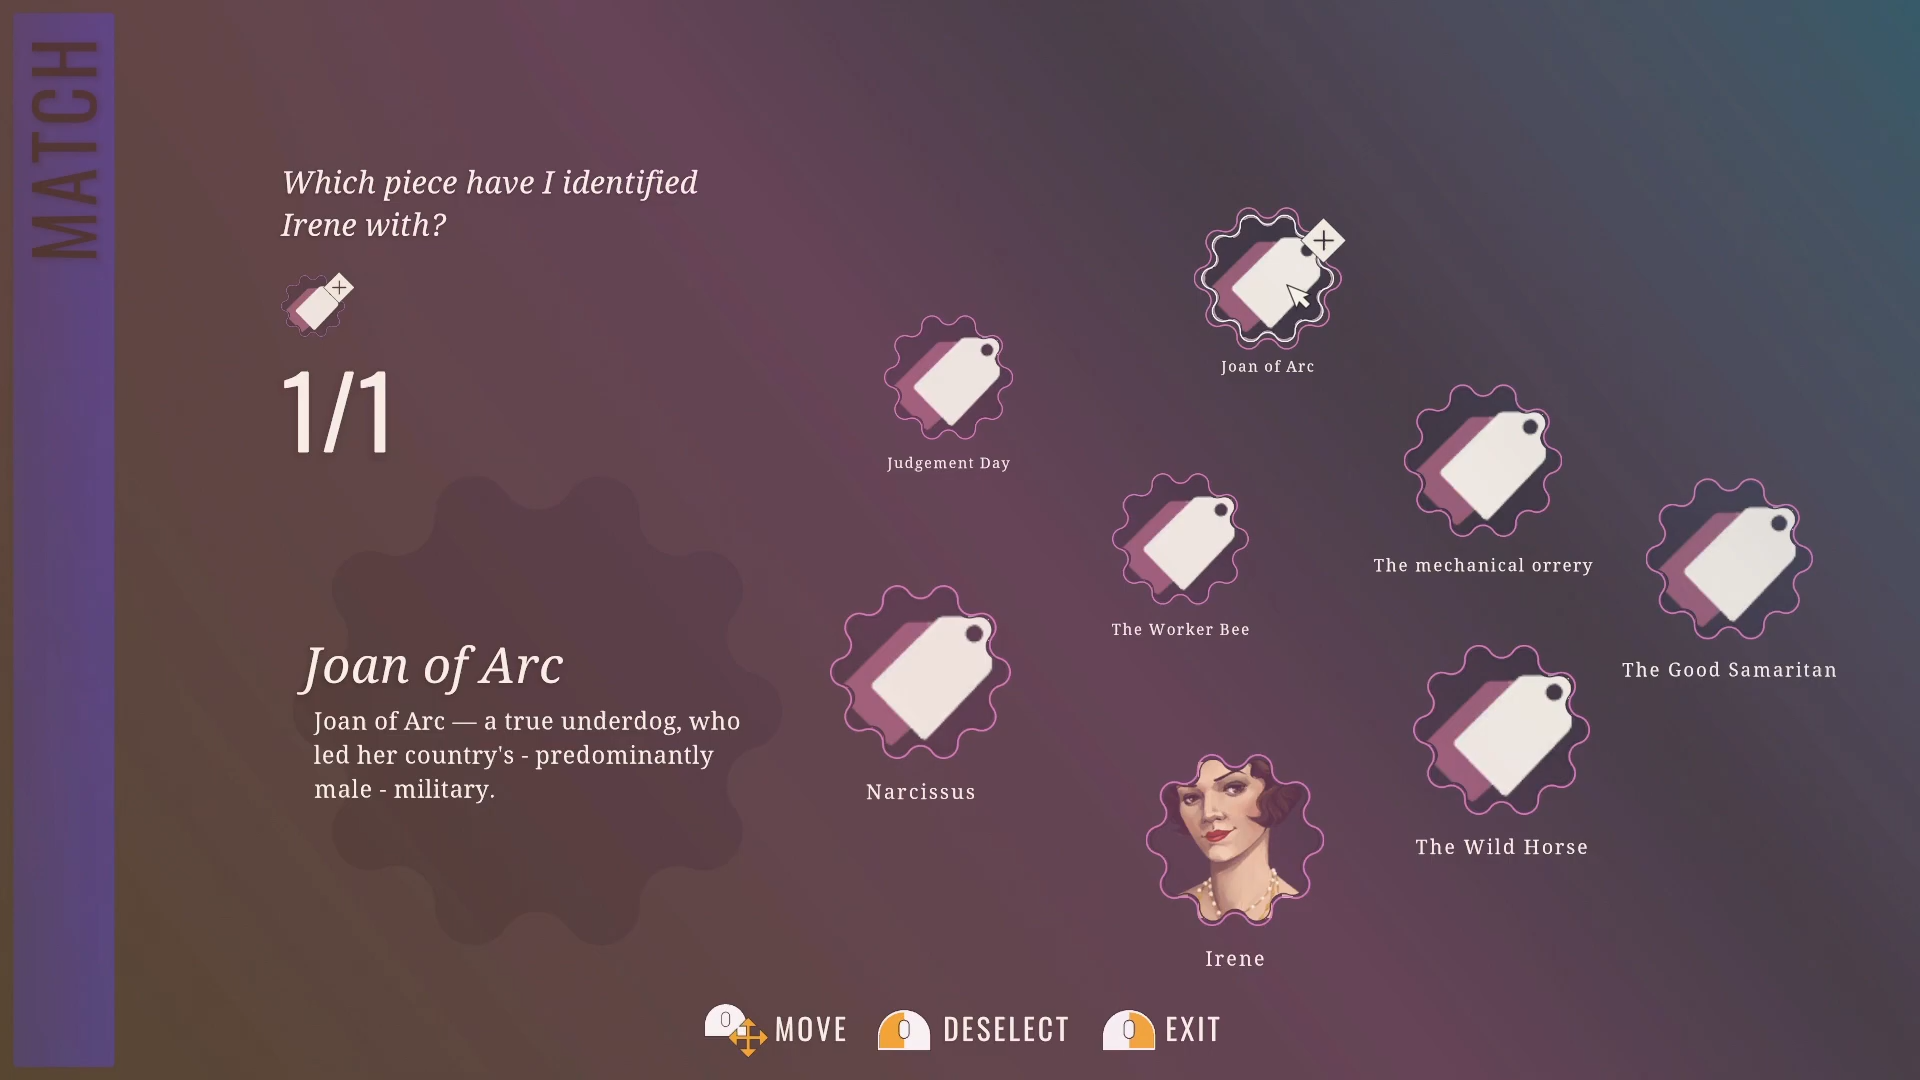 MATCH
Which piece have I identified
Irene with?
1/1
Joan of Arc
Joan of Arc — a true underdog, who
led her country's - predominantly
male - military.
Joan of Arc
Judgement Day
The mechanical orrery
The Worker Bee
The Good Samaritan
Narcissus
The Wild Horse
Irene
MOVE
DESELECT
EXIT